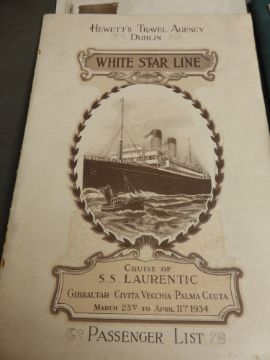 Hewett's Travel Agency
Dublin
WHITE STAR LINE
Cruise of
S.S. Laurentic
Gibraltar Civita Vecchia-Palma Ceuta
March 23rd to April 11th 1934
Passenger List